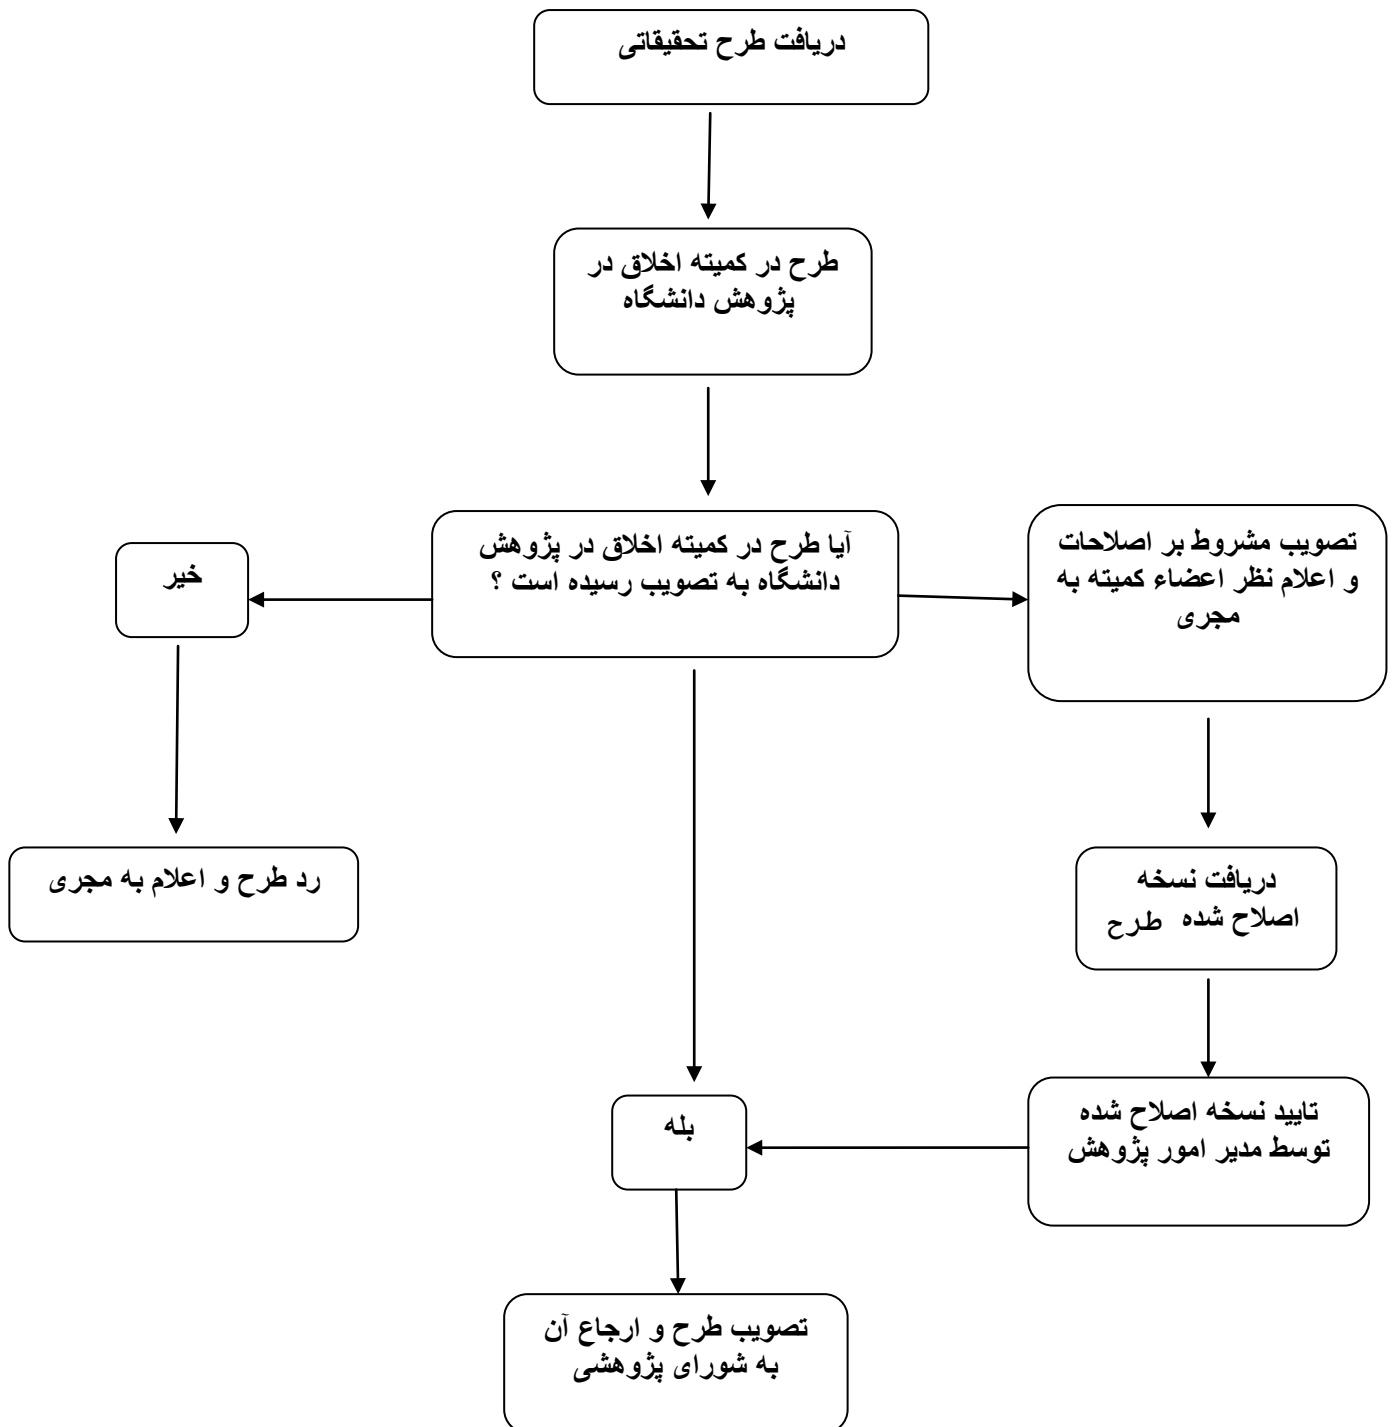 دریافت طرح تحقیقاتی
طرح در کمیته اخلاق در
پژوهش دانشگاه
آیا طرح در کمیته اخلاق در پژوهش
دانشگاه به تصویب رسیده است ؟
تصویب مشروط بر اصلاحات
و اعلام نظر اعضاء کمیته به
مجری
خیر
رد طرح و اعلام به مجری
دریافت نسخه
اصلاح شده طرح
تایید نسخه اصلاح شده
توسط مدیر امور پژوهش
بله
تصویب طرح و ارجاع آن
به شورای پژوهشی